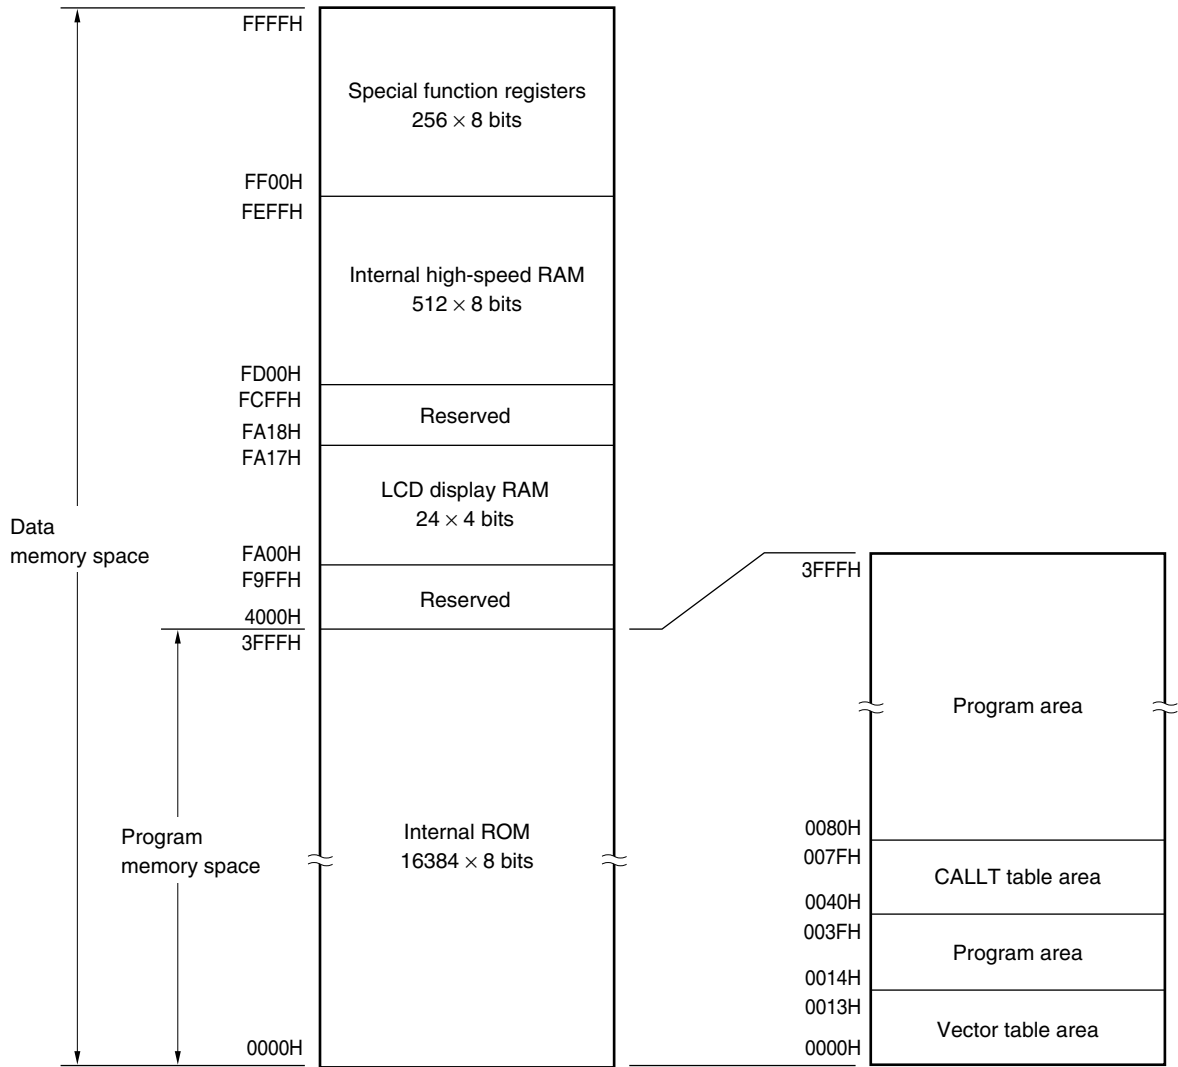 FFFFH
Special function registers
256 × 8 bits
FF00H
FEFFH
Internal high-speed RAM
512 × 8 bits
FD00H
FCFFH
Reserved
FA18H
FA17H
LCD display RAM
24 × 4 bits
Data
memory space
FA00H
F9FFH
Reserved
4000H
3FFFH
Program
memory space
Internal ROM
16384 × 8 bits
0000H
3FFFH
Program area
0080H
007FH
CALLT table area
0040H
003FH
Program area
0014H
0013H
Vector table area
0000H